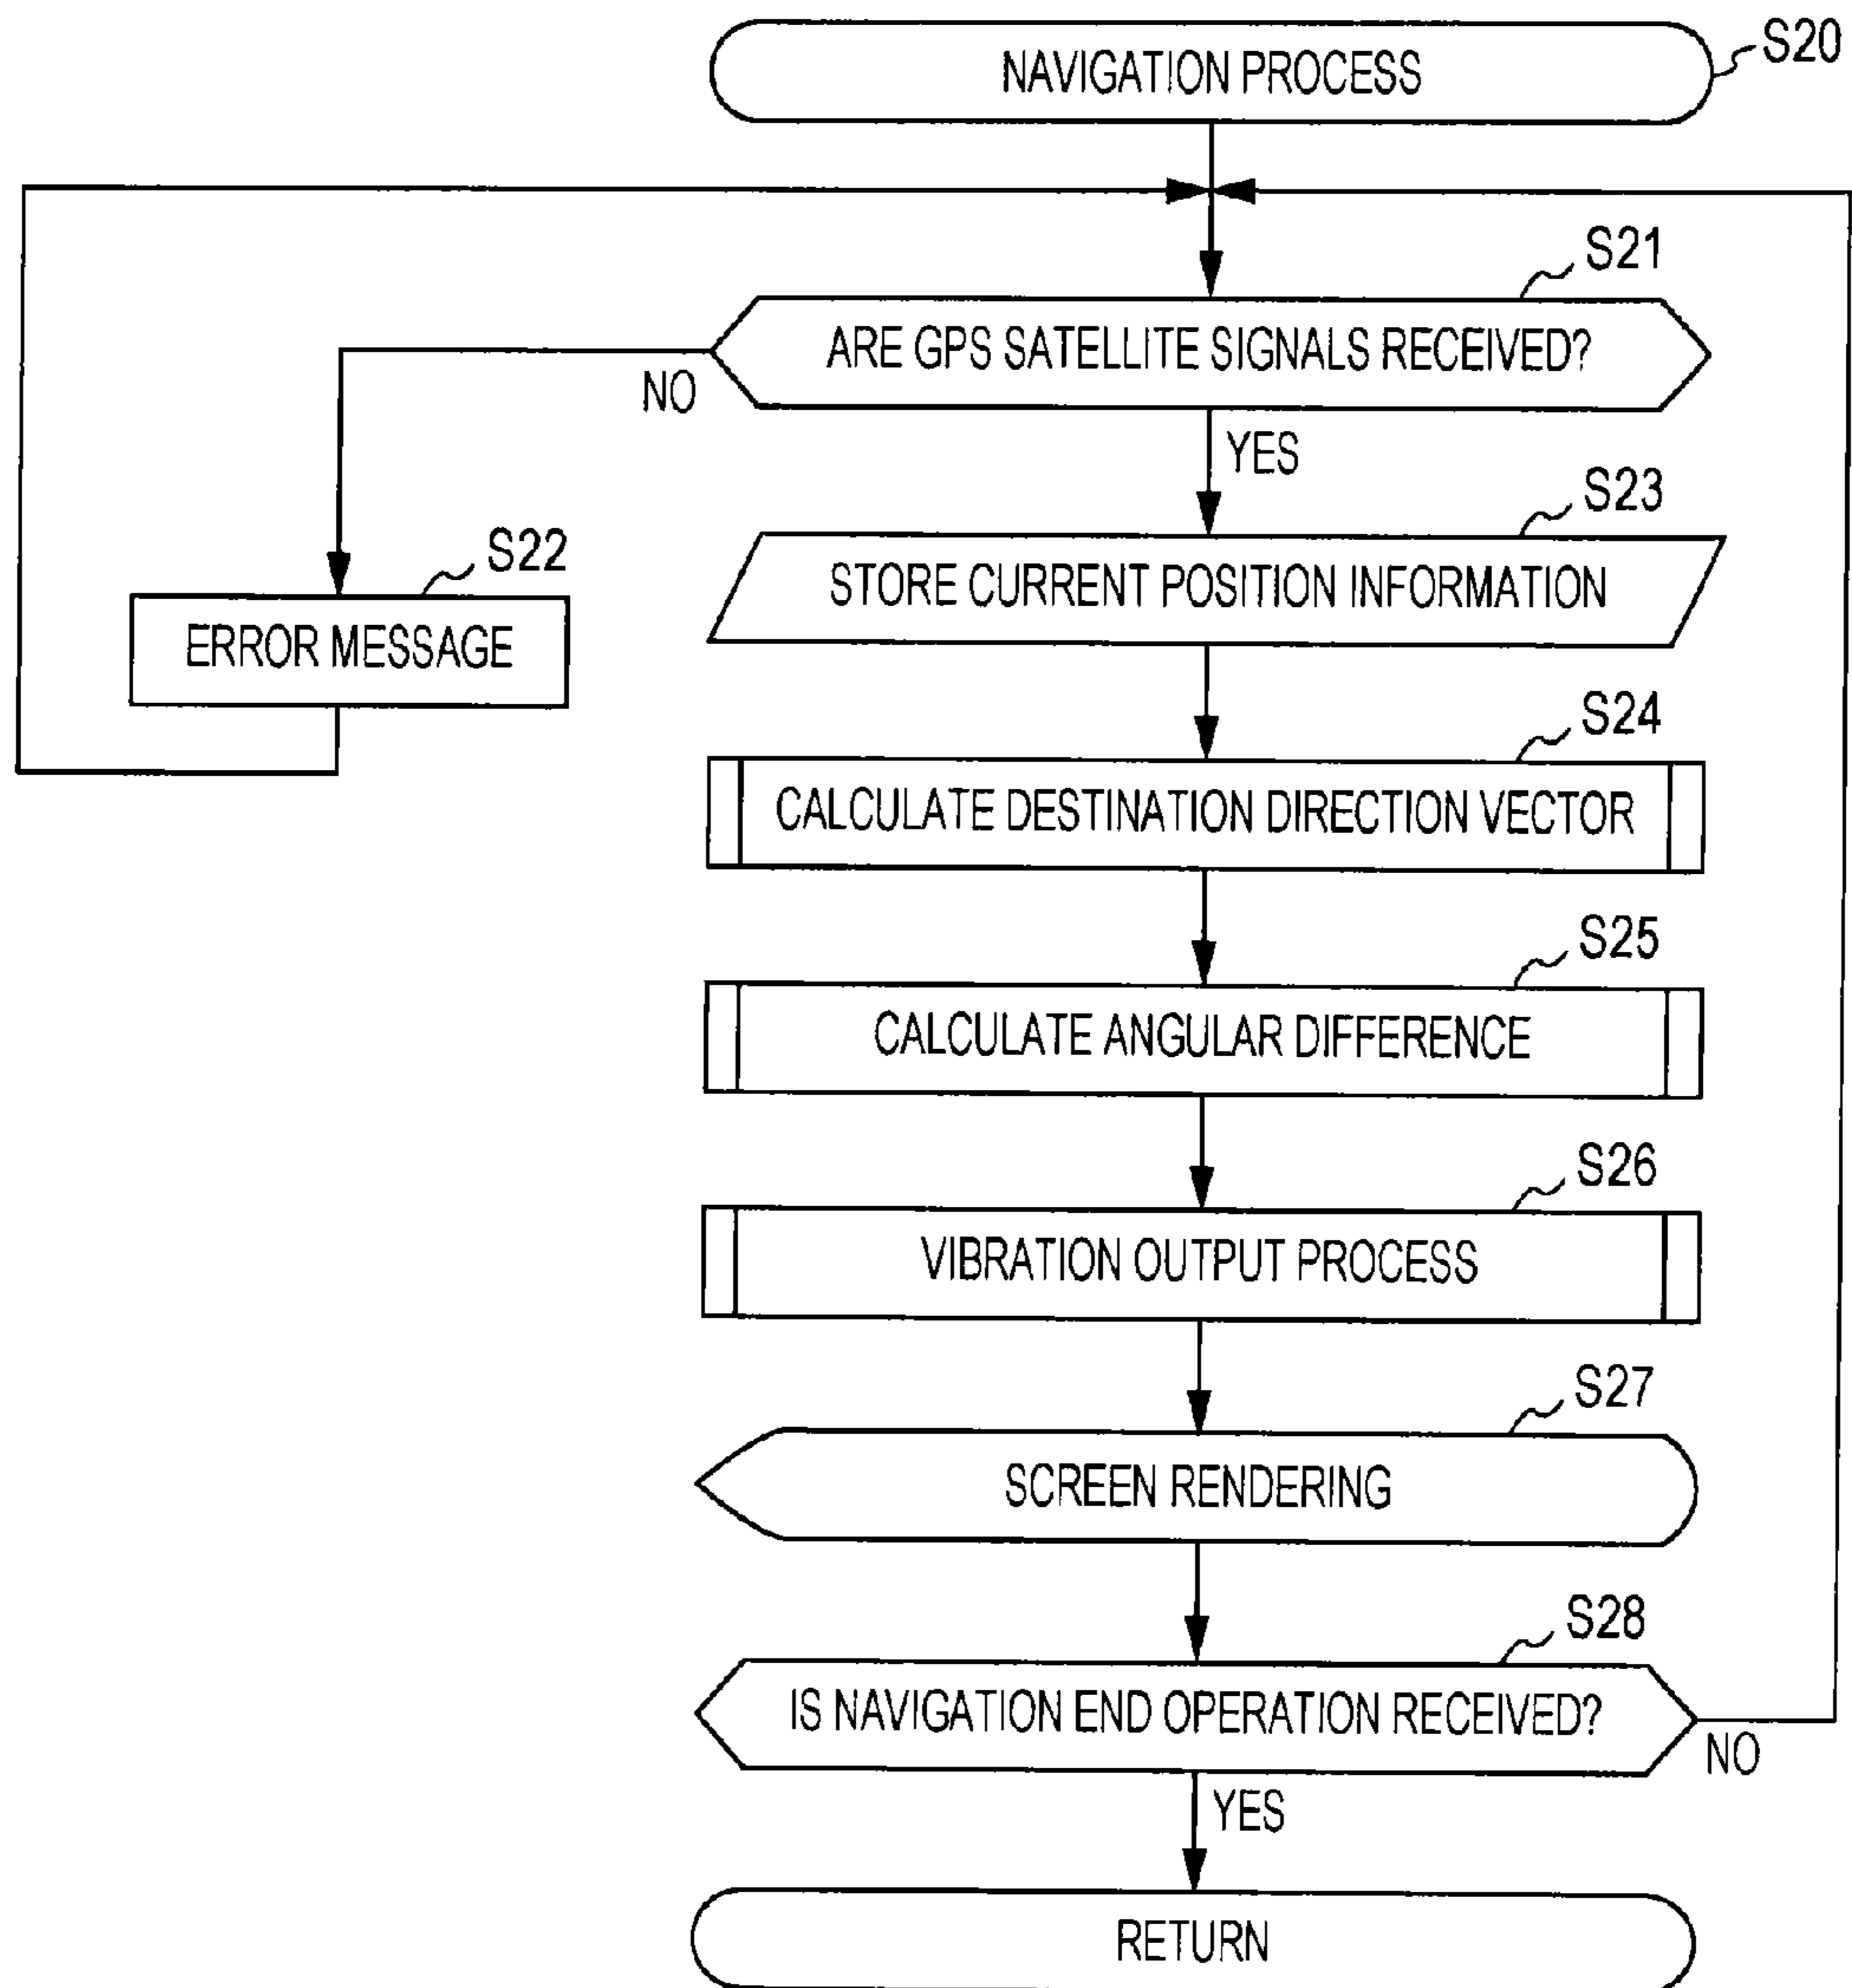 NAVIGATION PROCESS
S20
S21
ARE GPS SATELLITE SIGNALS RECEIVED?
NO
YES
S22
ERROR MESSAGE
S23
STORE CURRENT POSITION INFORMATION
S24
CALCULATE DESTINATION DIRECTION VECTOR
S25
CALCULATE ANGULAR DIFFERENCE
S26
VIBRATION OUTPUT PROCESS
S27
SCREEN RENDERING
S28
IS NAVIGATION END OPERATION RECEIVED?
NO
YES
RETURN